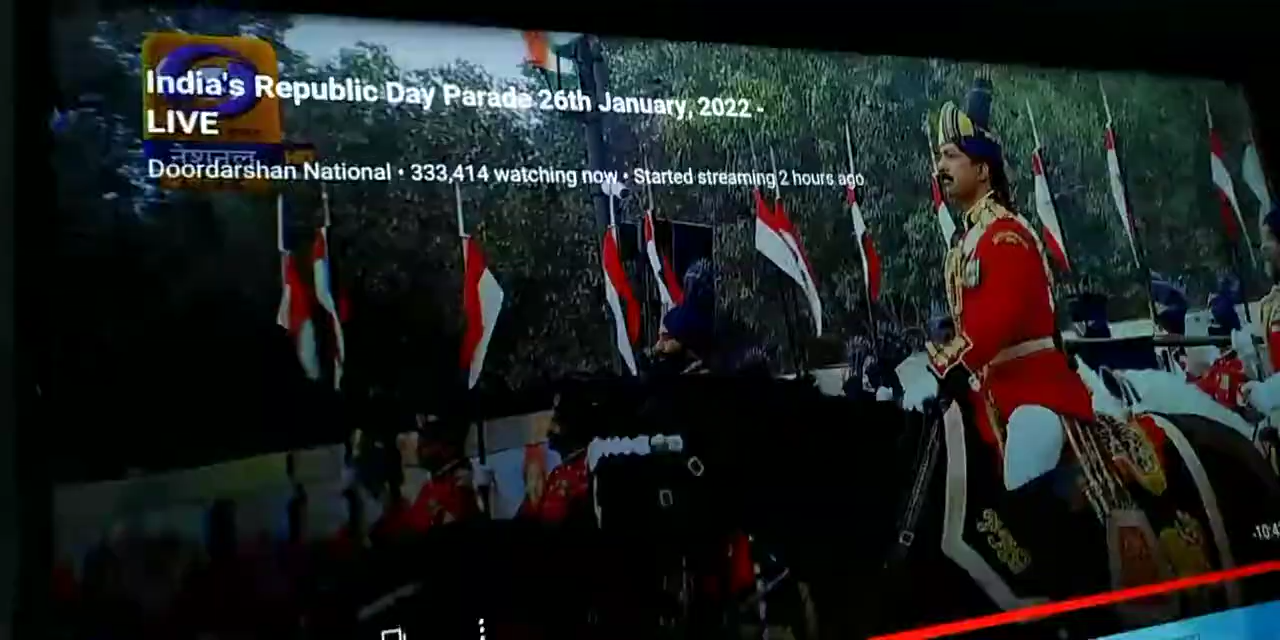 India's Republic Day Parade 26th January, 2022 -
LIVE
नेशनल
Doordarshan National • 333,414 watching now • Started streaming 2 hours ago